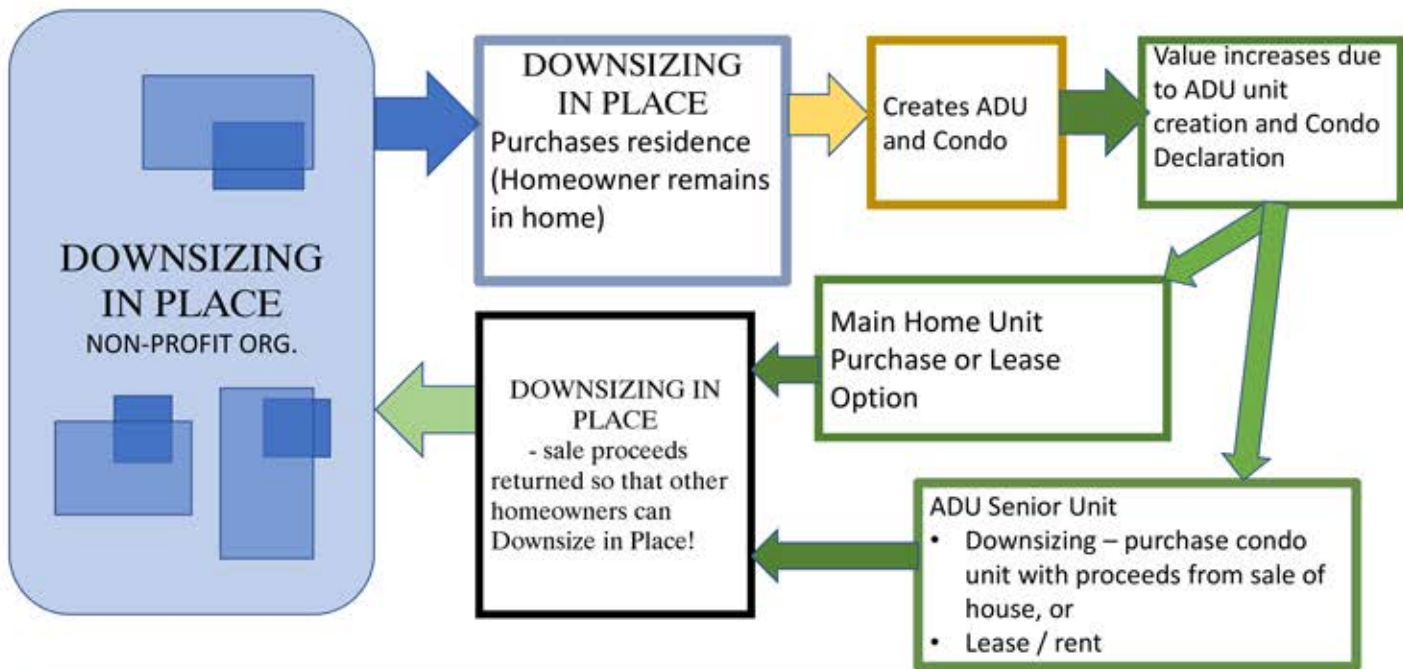 DOWNSIZING
IN PLACE
NON-PROFIT ORG.
DOWNSIZING
IN PLACE
Purchases residence
(Homeowner remains
in home)
Creates ADU
and Condo
Value increases due
to ADU unit
creation and Condo
Declaration
Main Home Unit
Purchase or Lease
Option
ADU Senior Unit
• Downsizing – purchase condo
unit with proceeds from sale of
house, or
• Lease / rent
DOWNSIZING IN
PLACE
- sale proceeds
returned so that other
homeowners can
Downsize in Place!